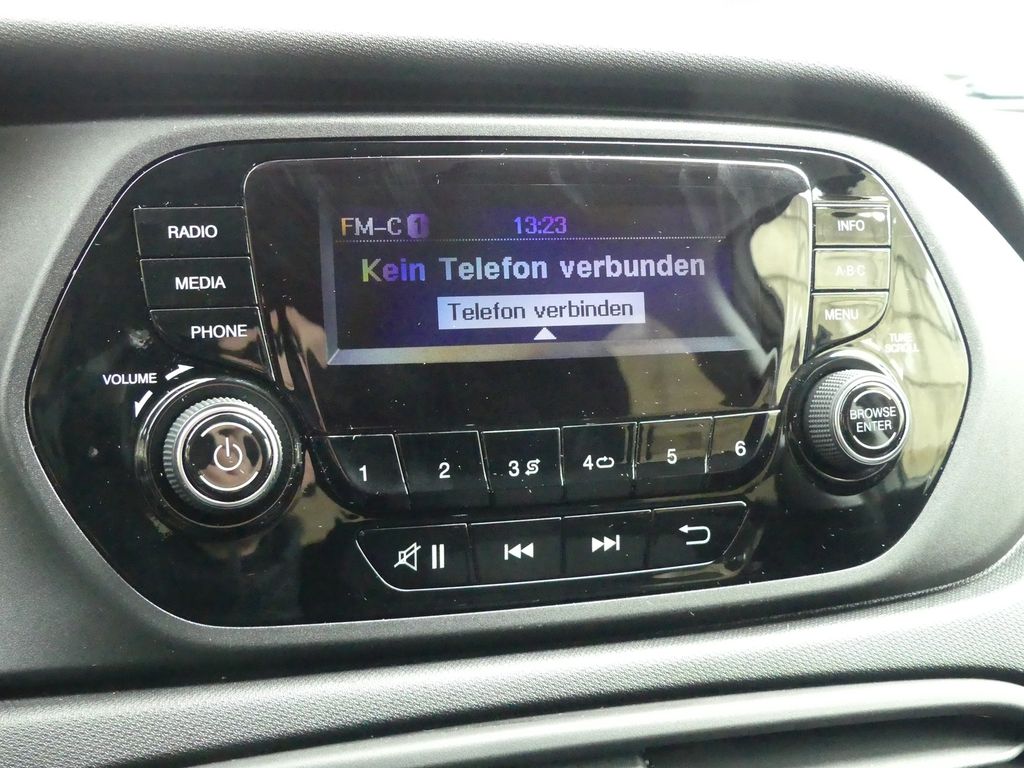 RADIO
MEDIA
PHONE
VOLUME
FM-C 1 13:23
Kein Telefon verbunden
Telefon verbinden
INFO
A·B·C
MENU
TUNE
SCROLL
BROWSE
ENTER
1 2 3 4 5 6